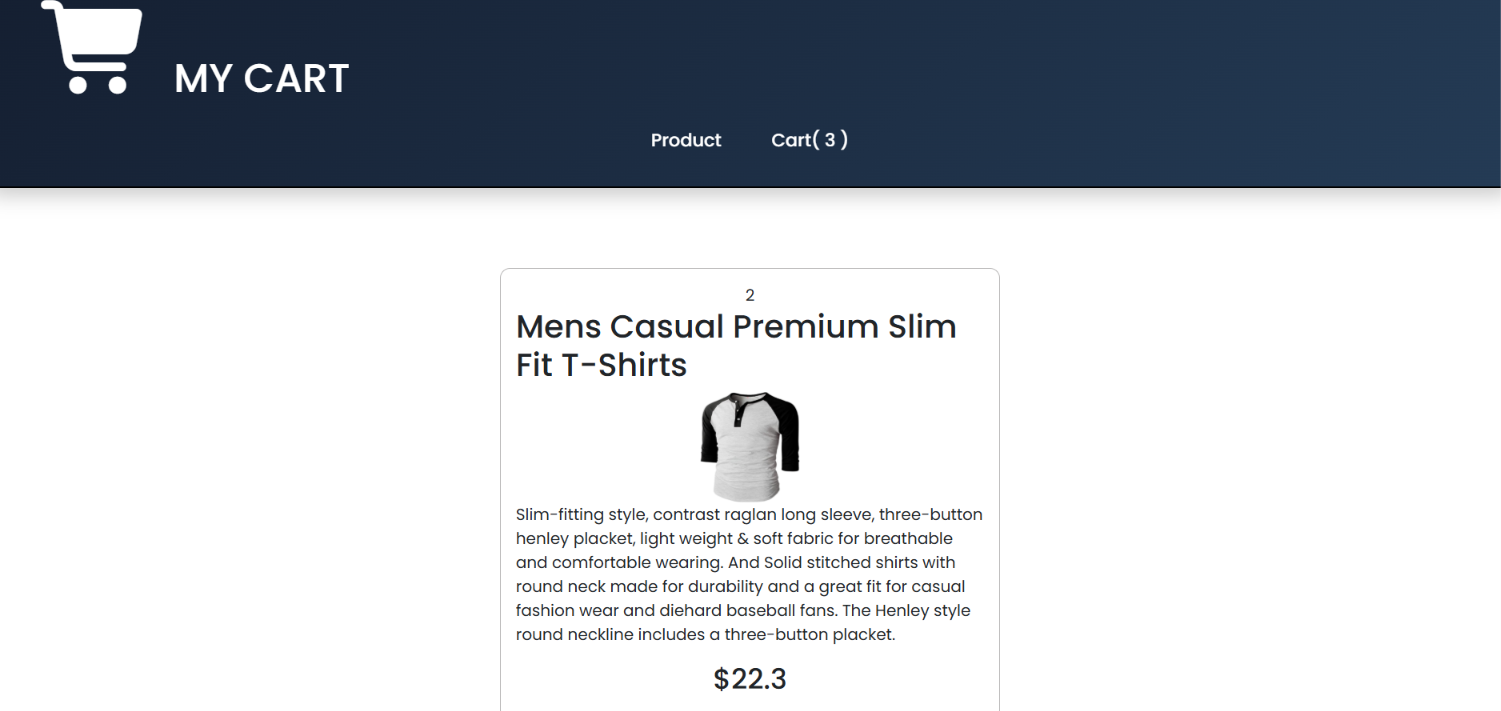 MY CART
Product Cart( 3 )
2
Mens Casual Premium Slim
Fit T-Shirts
Slim-fitting style, contrast raglan long sleeve, three-button
henley placket, light weight & soft fabric for breathable
and comfortable wearing. And Solid stitched shirts with
round neck made for durability and a great fit for casual
fashion wear and diehard baseball fans. The Henley style
round neckline includes a three-button placket.
$22.3